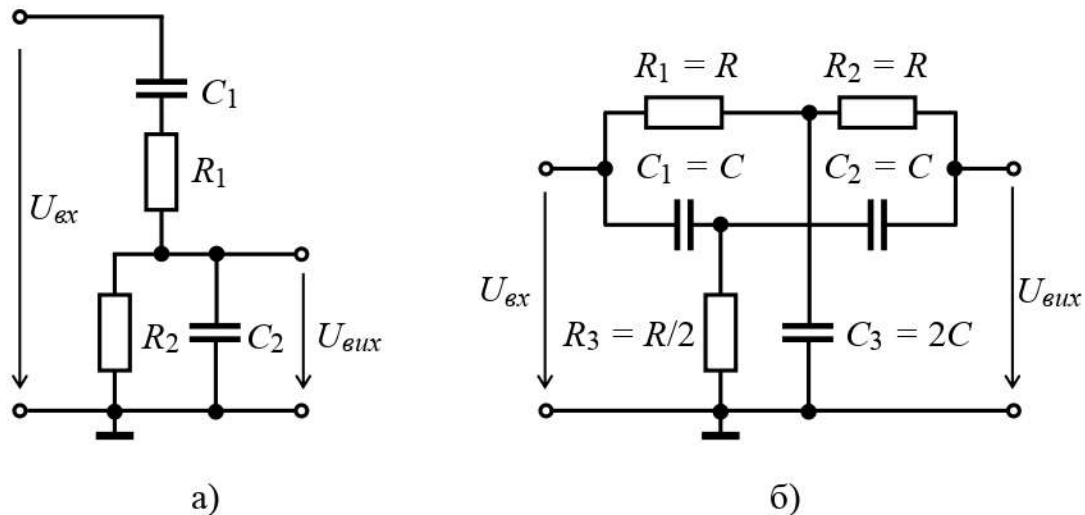 C₁
R₁
Uвх
R₂
C₂
Uвих
а)
R₁ = R
R₂ = R
C₁ = C
C₂ = C
Uвх
Uвих
R₃ = R/2
C₃ = 2C
б)